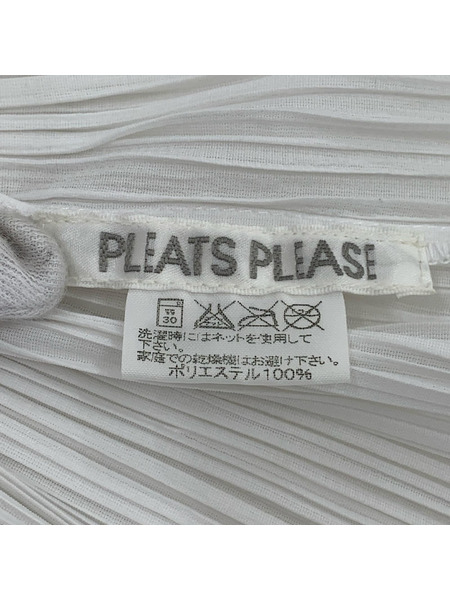 PLEATS PLEASE
弱
30
洗濯時にはネットを使用して
下さい。
家庭での乾燥機はお避け下さい。
ポリエステル100%